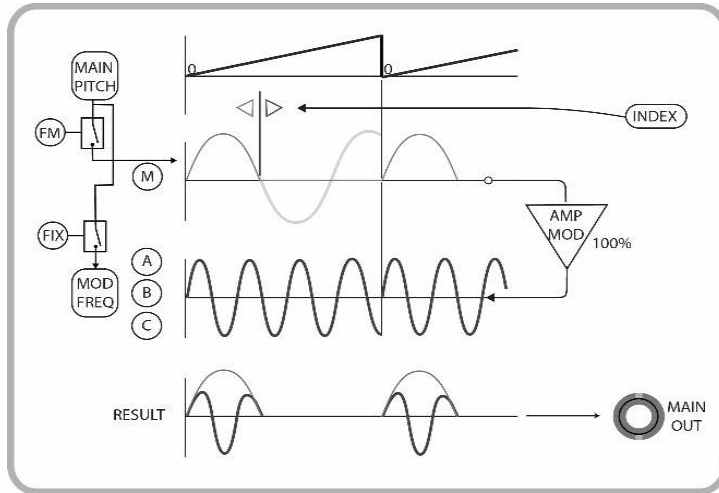 MAIN
PITCH
0
0
FM
INDEX
M
AMP
MOD
100%
FIX
A
MOD
FREQ
B
C
RESULT
MAIN
OUT